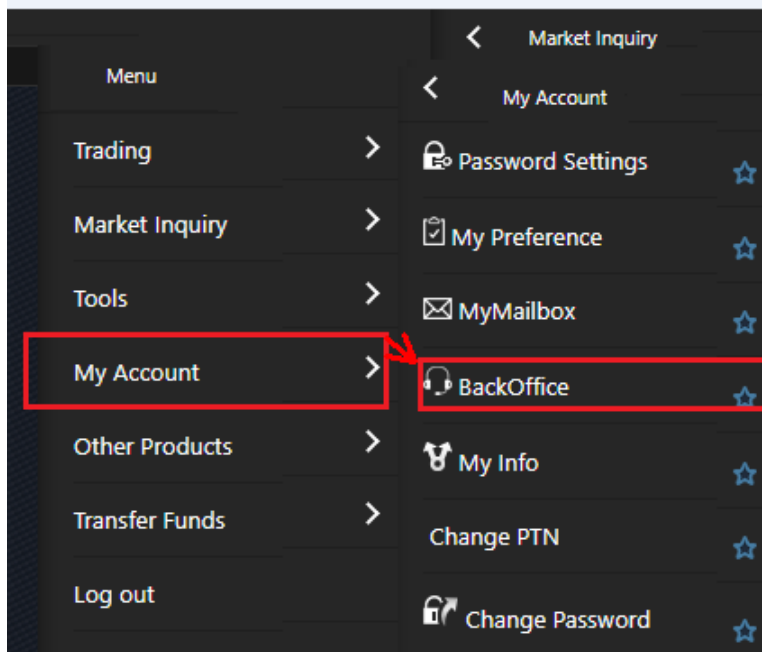 Menu
Trading
Market Inquiry
Tools
My Account
Other Products
Transfer Funds
Log out
Market Inquiry
My Account
Password Settings
My Preference
MyMailbox
BackOffice
My Info
Change PTN
Change Password